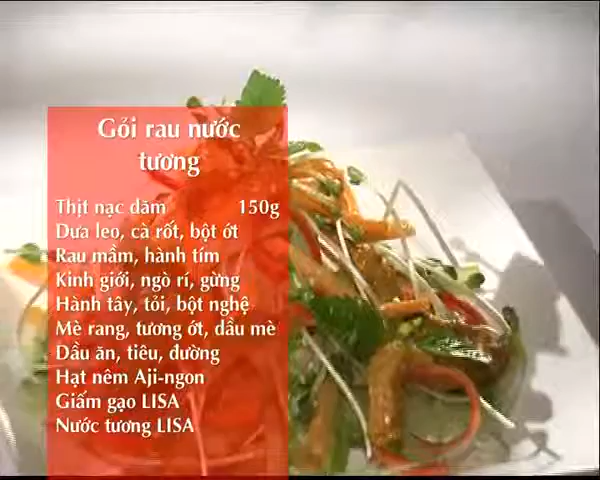 Gỏi rau nước
tương
Thịt nạc dăm 150g
Dưa leo, cà rốt, bột ớt
Rau mầm, hành tím
Kinh giới, ngò rí, gừng
Hành tây, tỏi, bột nghệ
Mè rang, tương ớt, dầu mè
Dầu ăn, tiêu, đường
Hạt nêm Aji-ngon
Giấm gạo LISA
Nước tương LISA